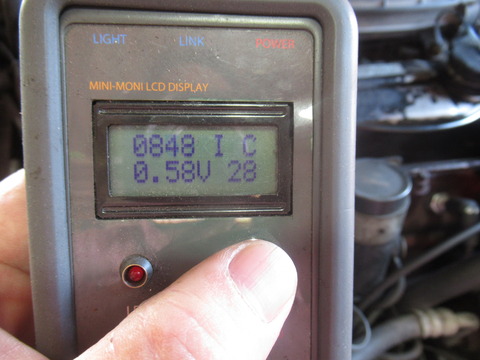 LIGHT LINK POWER
MINI-MONI LCD DISPLAY
0848 I C
0.58V 28